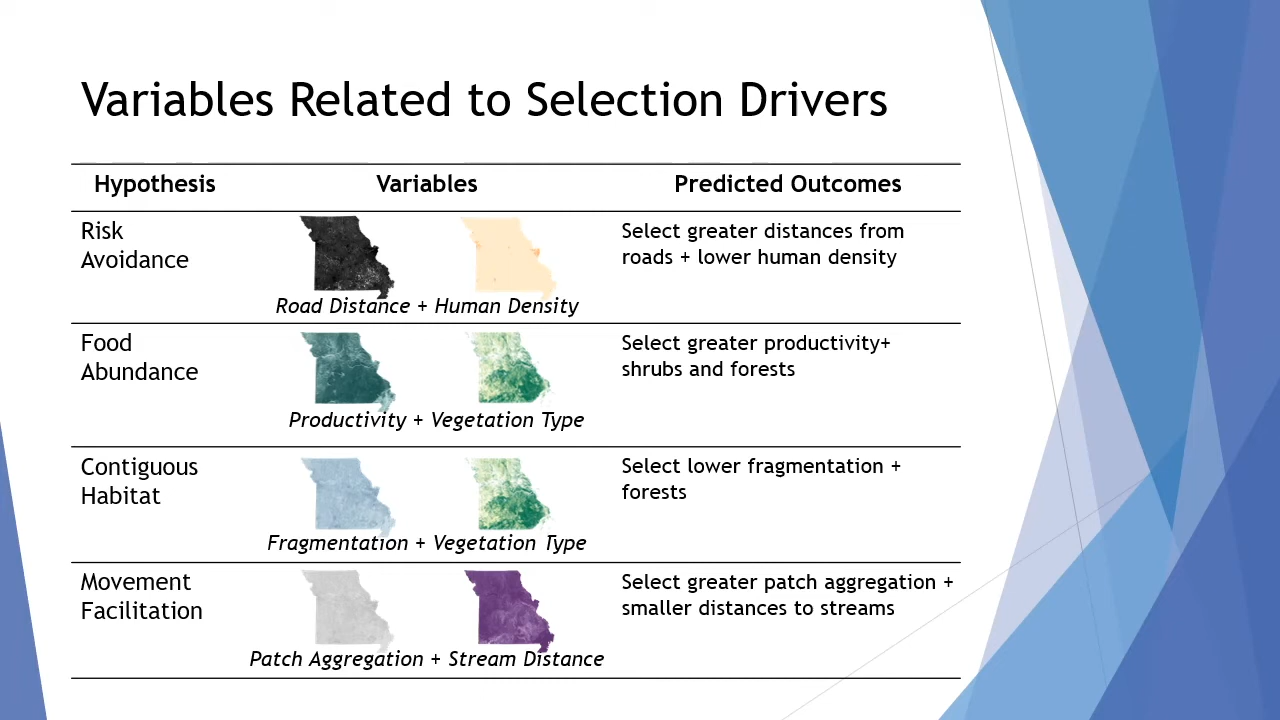 Variables Related to Selection Drivers
Hypothesis Variables Predicted Outcomes
Risk
Avoidance
Road Distance + Human Density
Select greater distances from
roads + lower human density
Food
Abundance
Productivity + Vegetation Type
Select greater productivity+
shrubs and forests
Contiguous
Habitat
Fragmentation + Vegetation Type
Select lower fragmentation +
forests
Movement
Facilitation
Patch Aggregation + Stream Distance
Select greater patch aggregation +
smaller distances to streams